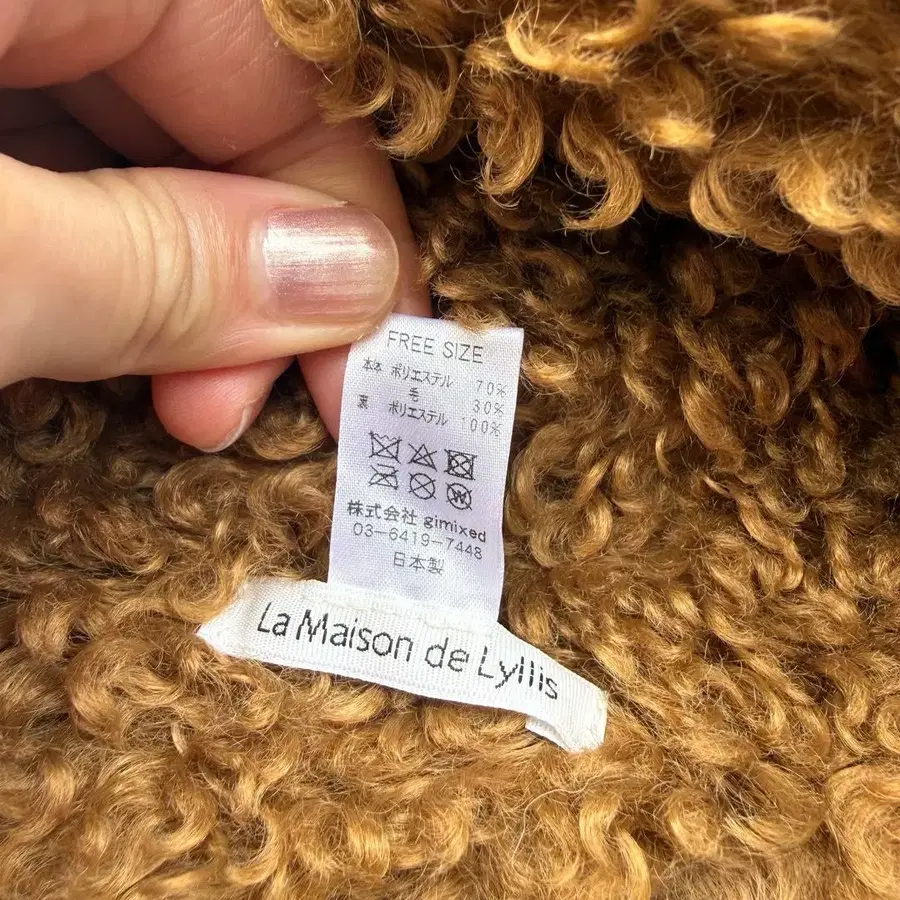 FREE SIZE
本体 ポリエステル 70%
毛 30%
裏 ポリエステル 100%
株式会社 gimixed
03-6419-7448
日本製
La Maison de Lyllis